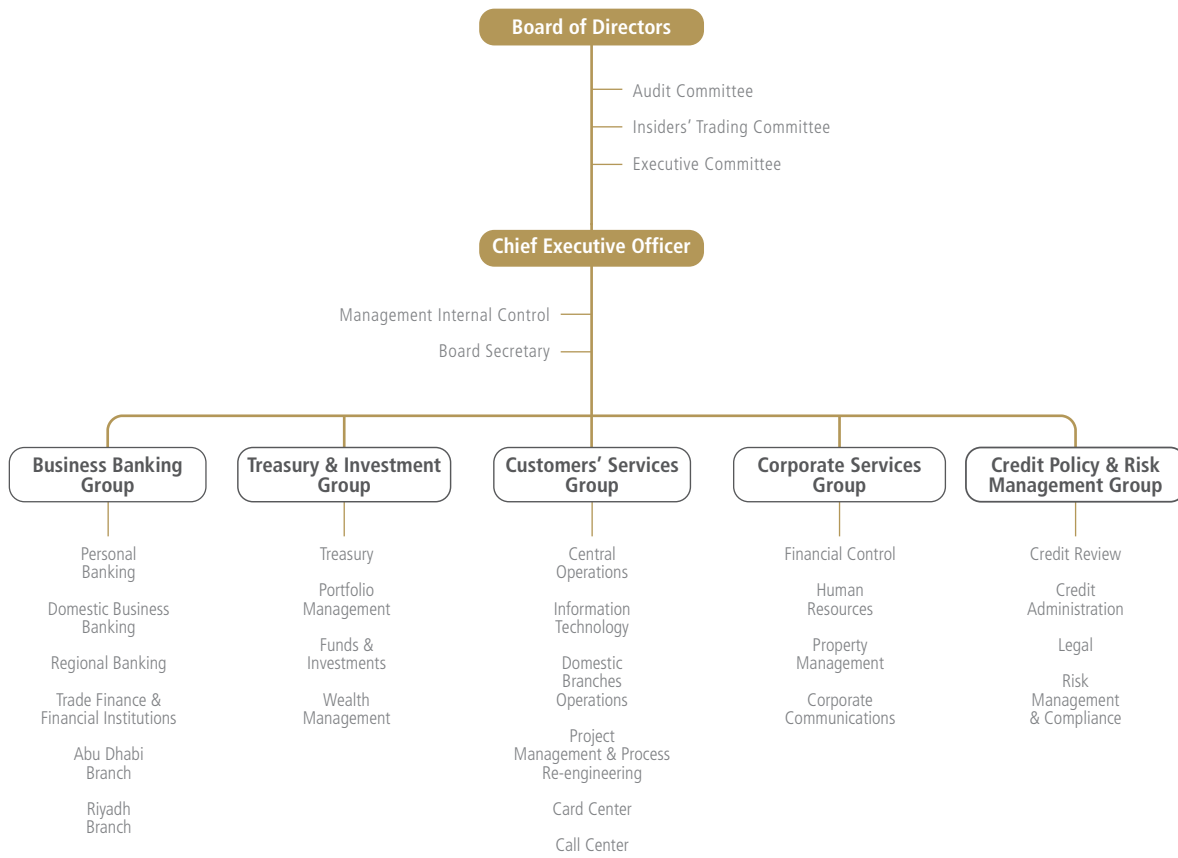 Board of Directors
Audit Committee
Insiders’ Trading Committee
Executive Committee
Chief Executive Officer
Management Internal Control
Board Secretary
Business Banking
Group
Personal
Banking
Domestic Business
Banking
Regional Banking
Trade Finance &
Financial Institutions
Abu Dhabi
Branch
Riyadh
Branch
Treasury & Investment
Group
Treasury
Portfolio
Management
Funds &
Investments
Wealth
Management
Customers’ Services
Group
Central
Operations
Information
Technology
Domestic
Branches
Operations
Project
Management & Process
Re-engineering
Card Center
Call Center
Corporate Services
Group
Financial Control
Human
Resources
Property
Management
Corporate
Communications
Credit Policy & Risk
Management Group
Credit Review
Credit
Administration
Legal
Risk
Management
& Compliance